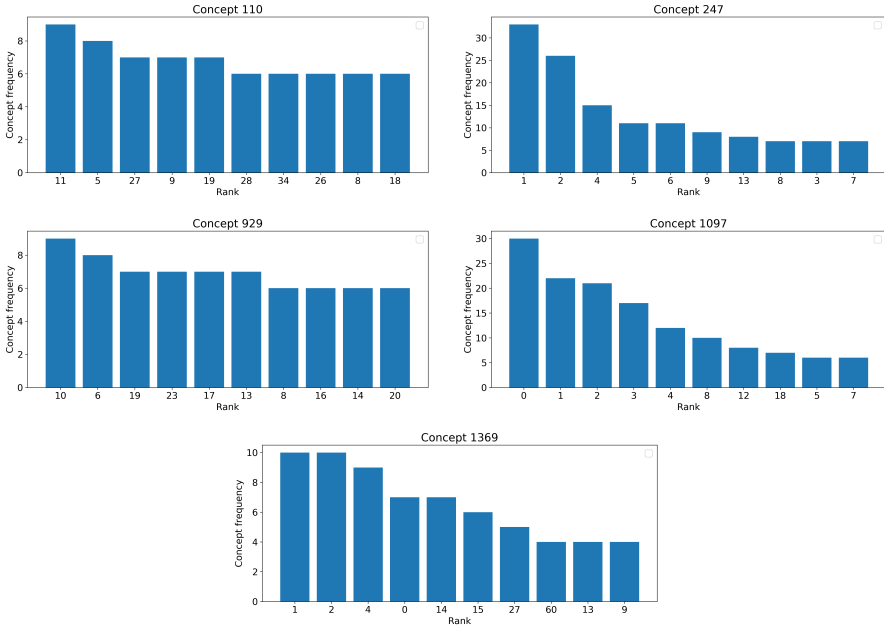 Concept 110
Concept frequency
8
6
4
2
0
11 5 27 9 19 28 34 26 8 18
Rank
Concept 247
Concept frequency
30
25
20
15
10
5
0
1 2 4 5 6 9 13 8 3 7
Rank
Concept 929
Concept frequency
8
6
4
2
0
10 6 19 23 17 13 8 16 14 20
Rank
Concept 1097
Concept frequency
30
25
20
15
10
5
0
0 1 2 3 4 8 12 18 5 7
Rank
Concept 1369
Concept frequency
10
8
6
4
2
0
1 2 4 0 14 15 27 60 13 9
Rank